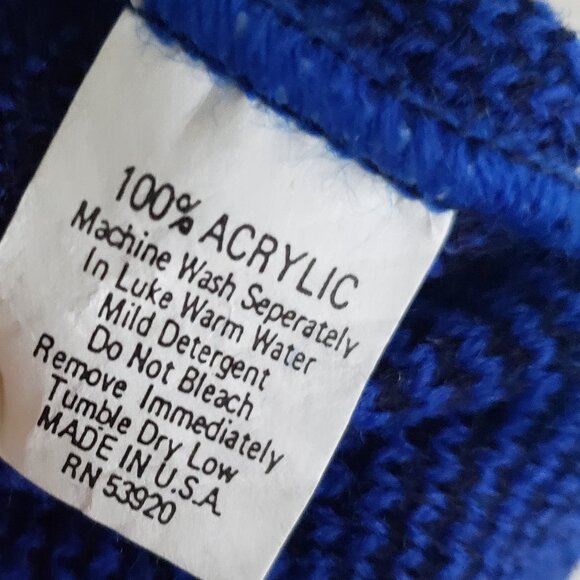 100% ACRYLIC
Machine Wash Seperately
In Luke Warm Water
Mild Detergent
Do Not Bleach
Remove Immediately
Tumble Dry Low
MADE IN U.S.A.
RN 53920